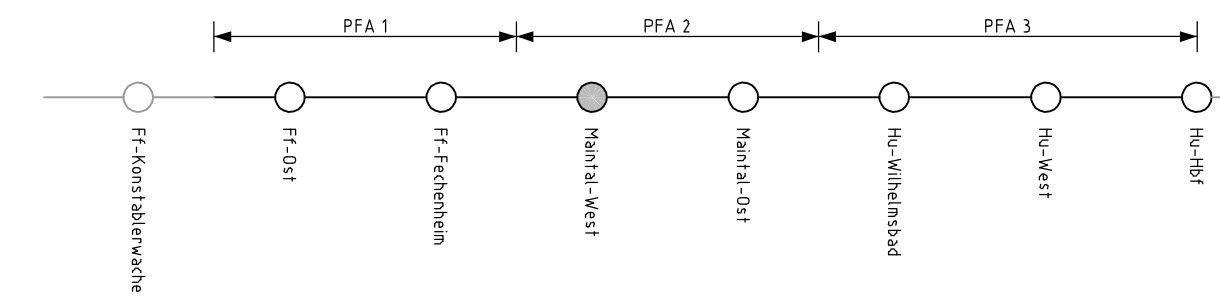 PFA 1
PFA 2
PFA 3
Ff-Konstablerwache
Ff-Ost
Ff-Fechenheim
Maintal-West
Maintal-Ost
Hu-Wilhelmsbad
Hu-West
Hu-Hbf